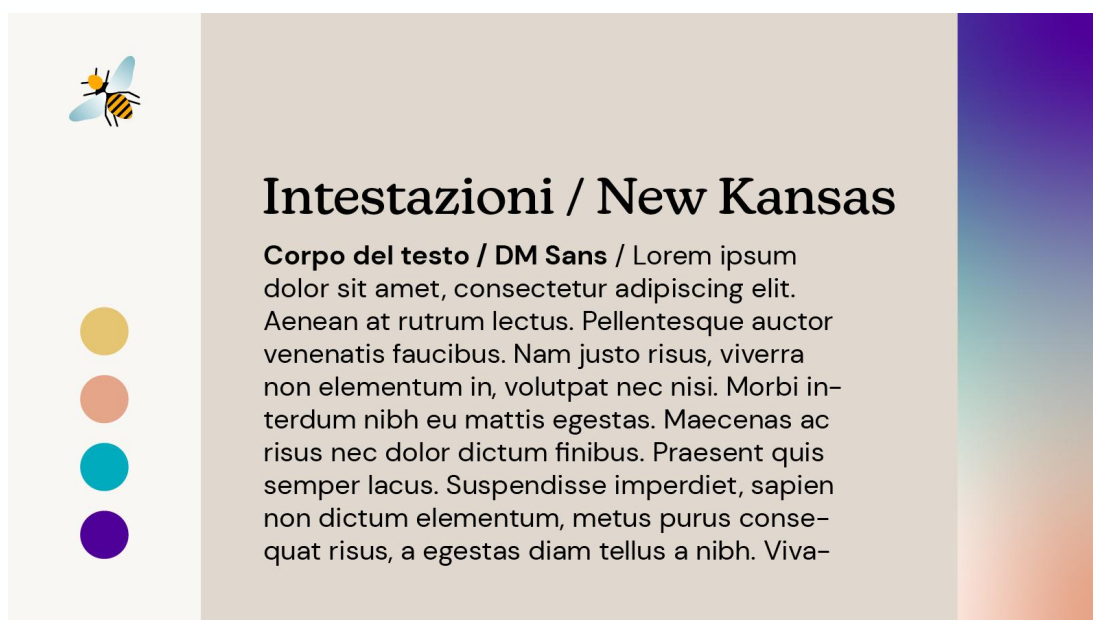 Intestazioni / New Kansas
Corpo del testo / DM Sans / Lorem ipsum
dolor sit amet, consectetur adipiscing elit.
Aenean at rutrum lectus. Pellentesque auctor
venenatis faucibus. Nam justo risus, viverra
non elementum in, volutpat nec nisi. Morbi in-
terdum nibh eu mattis egestas. Maecenas ac
risus nec dolor dictum finibus. Praesent quis
semper lacus. Suspendisse imperdiet, sapien
non dictum elementum, metus purus conse-
quat risus, a egestas diam tellus a nibh. Viva-